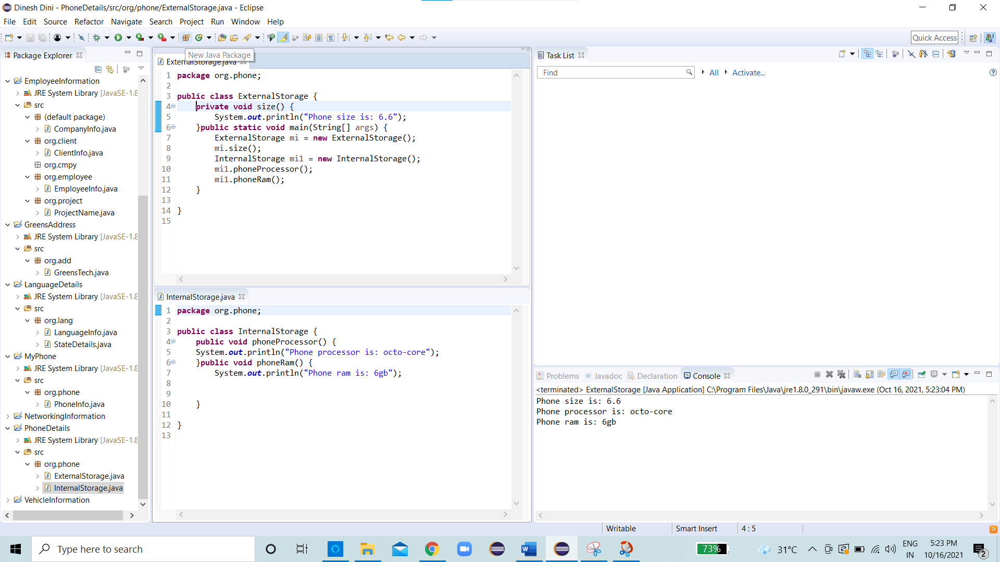 Dinesh Dini - PhoneDetails/src/org/phone/ExternalStorage.java - Eclipse
File Edit Source Refactor Navigate Search Project Run Window Help
Quick Access
Package Explorer
EmployeeInformation
JRE System Library [JavaSE-1.8
src
(default package)
CompanyInfo.java
org.client
ClientInfo.java
org.cmpy
org.employee
EmployeeInfo.java
org.project
ProjectName.java
GreensAddress
JRE System Library [JavaSE-1.8
src
org.add
GreensTech.java
LanguageDetails
JRE System Library [JavaSE-1.8
src
org.lang
LanguageInfo.java
StateDetails.java
MyPhone
JRE System Library [JavaSE-1.8
src
org.phone
PhoneInfo.java
NetworkingInformation
PhoneDetails
JRE System Library [JavaSE-1.8
src
org.phone
ExternalStorage.java
InternalStorage.java
VehicleInformation
New Java Package
ExternalStorage.java
1 package org.phone;
2
3 public class ExternalStorage {
4 private void size() {
5 System.out.println("Phone size is: 6.6");
6 }public static void main(String[] args) {
7 ExternalStorage mi = new ExternalStorage();
8 mi.size();
9 InternalStorage mi1 = new InternalStorage();
10 mi1.phoneProcessor();
11 mi1.phoneRam();
12 }
13
14 }
15
InternalStorage.java
1 package org.phone;
2
3 public class InternalStorage {
4 public void phoneProcessor() {
5 System.out.println("Phone processor is: octo-core");
6 }public void phoneRam() {
7 System.out.println("Phone ram is: 6gb");
8
9
10 }
11
12 }
13
Task List
Find All Activate...
Problems @ Javadoc Declaration Console
<terminated> ExternalStorage [Java Application] C:\Program Files\Java\jre1.8.0_291\bin\javaw.exe (Oct 16, 2021, 5:23:04 PM)
Phone size is: 6.6
Phone processor is: octo-core
Phone ram is: 6gb
Writable Smart Insert 4 : 5
Type here to search
73%
31°C
ENG
IN
5:23 PM
10/16/2021
2